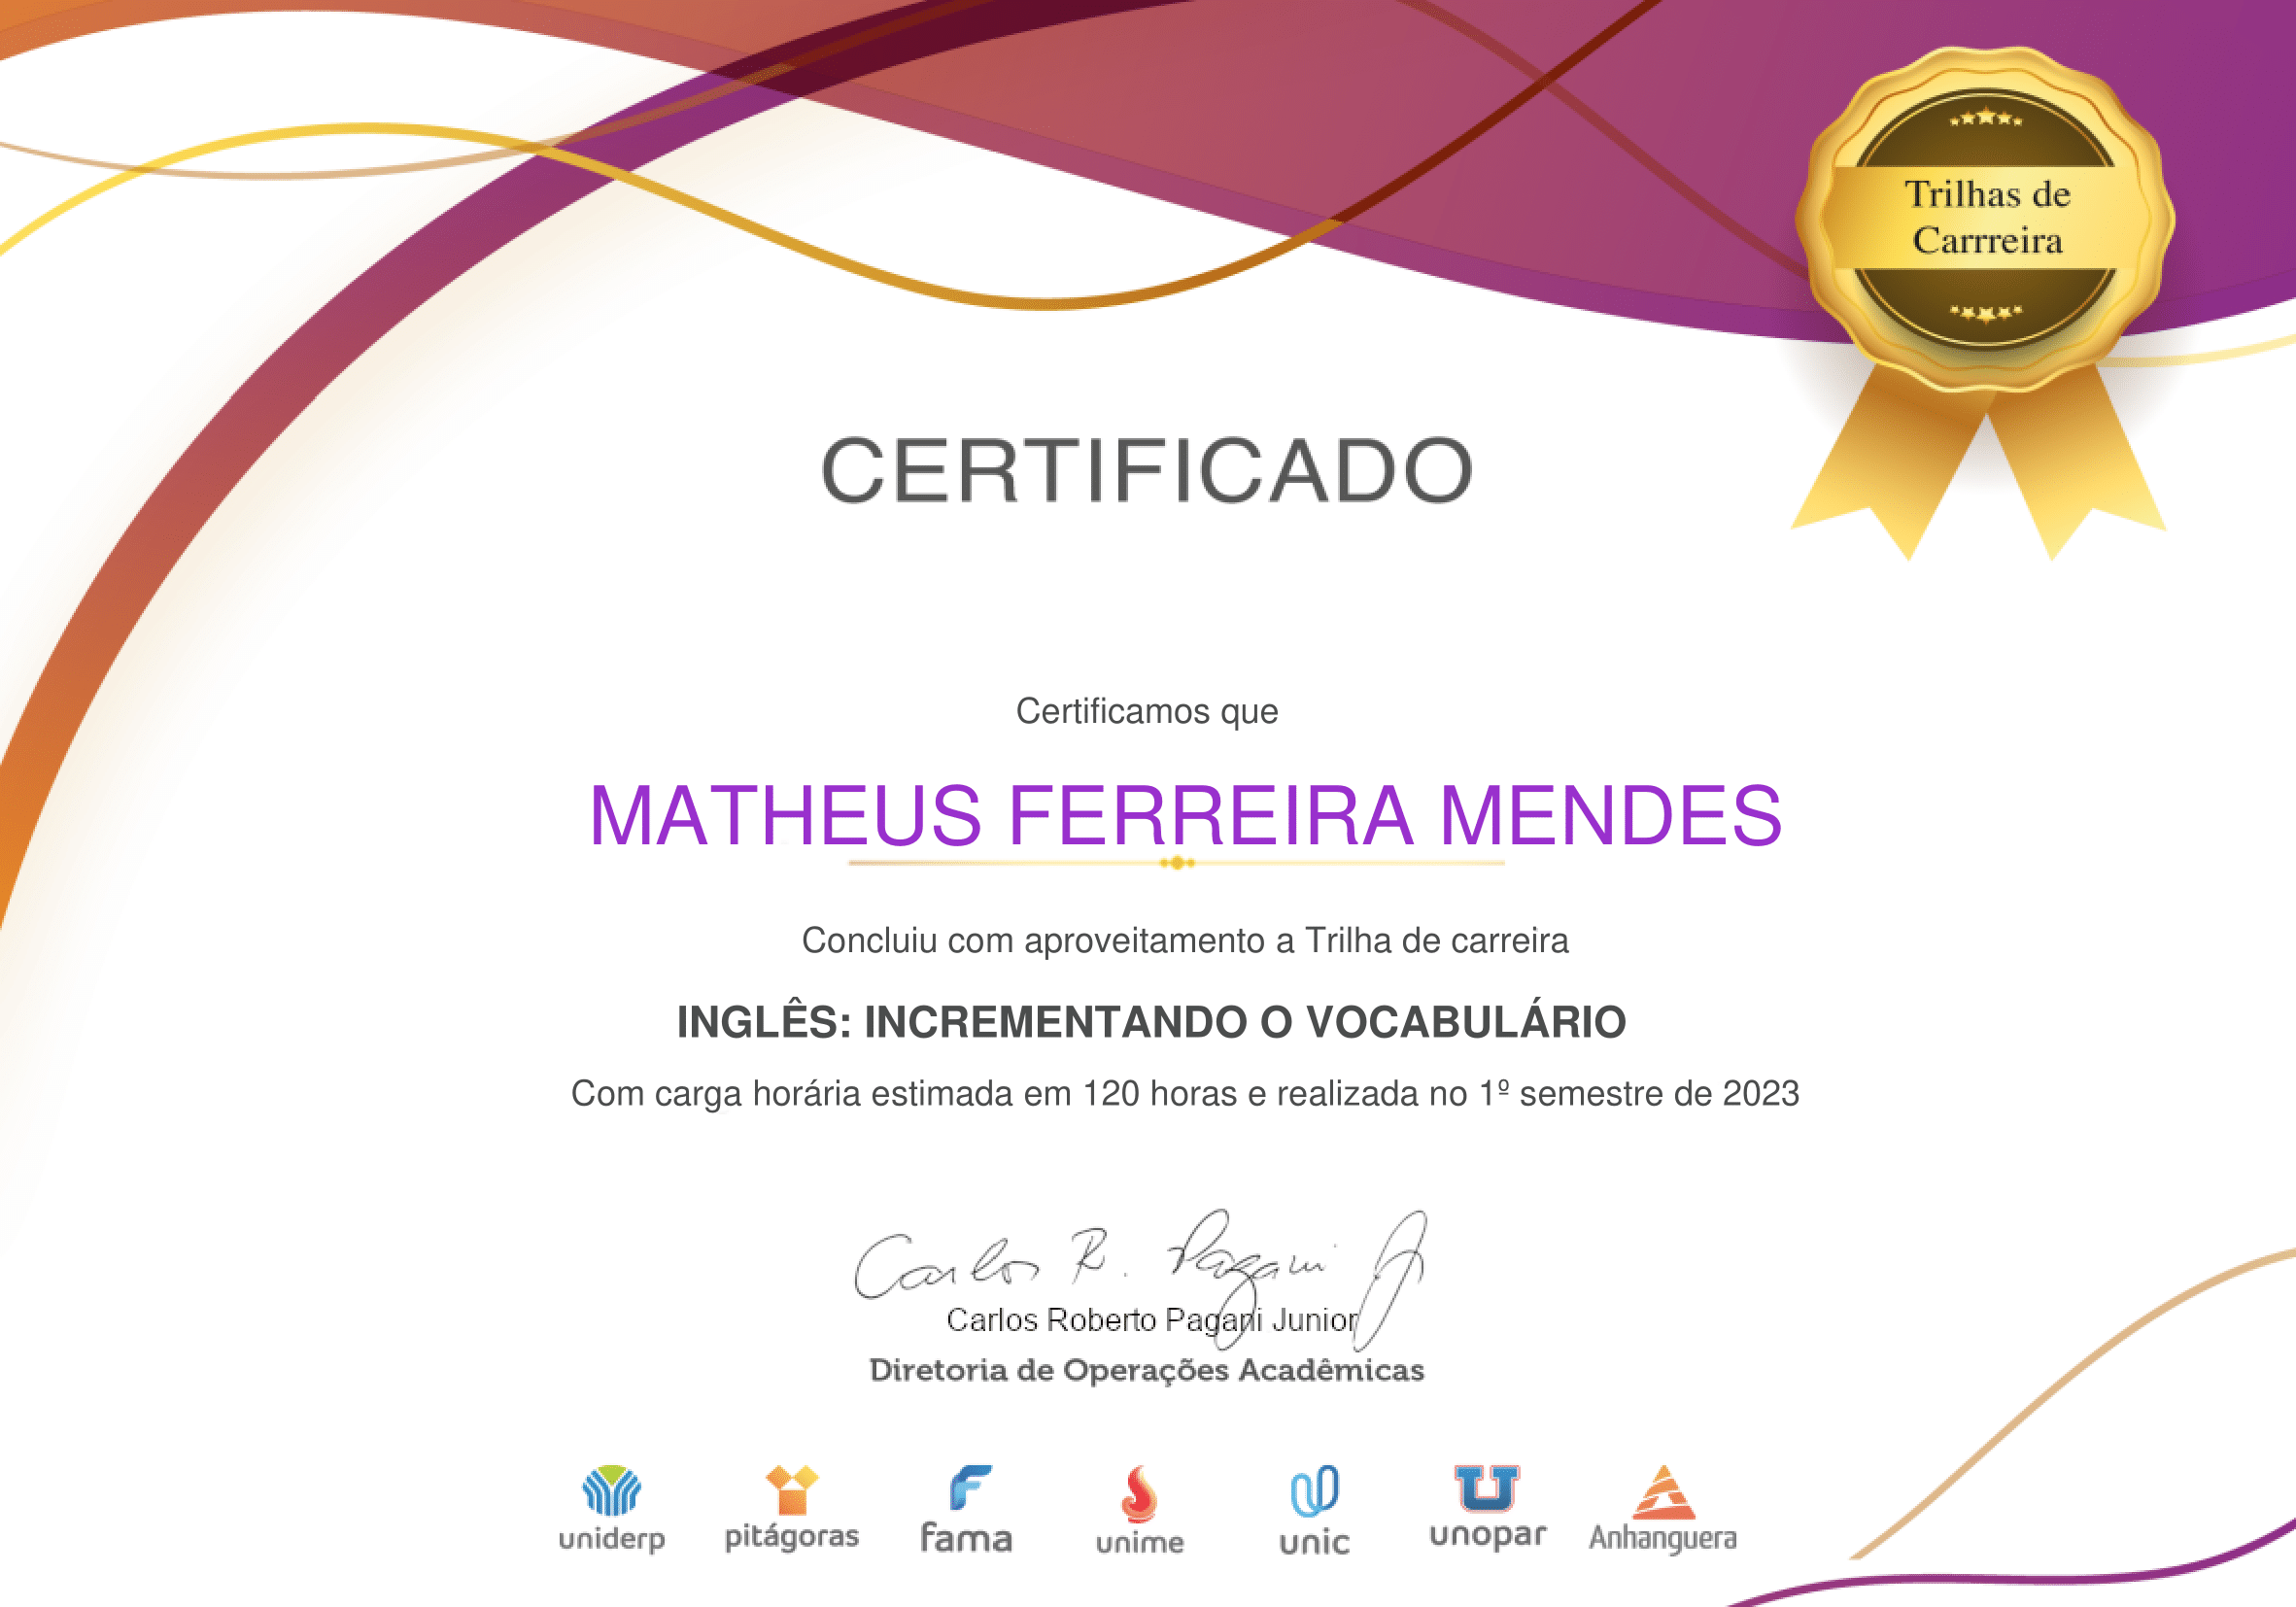 Trilhas de
Carrreira
CERTIFICADO
Certificamos que
MATHEUS FERREIRA MENDES
Concluiu com aproveitamento a Trilha de carreira
INGLÊS: INCREMENTANDO O VOCABULÁRIO
Com carga horária estimada em 120 horas e realizada no 1º semestre de 2023
Carlos R. Pagani Jr
Carlos Roberto Pagani Junior
Diretoria de Operações Acadêmicas
uniderp pitágoras fama unime unic unopar Anhanguera